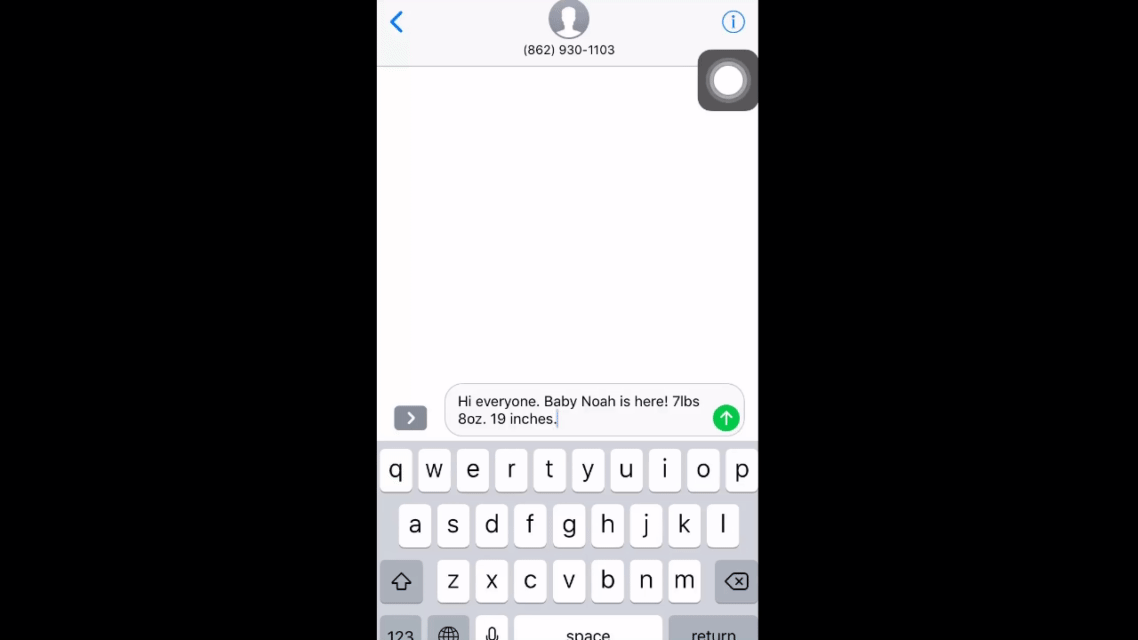 (862) 930-1103
Hi everyone. Baby Noah is here! 7lbs
8oz. 19 inches.
q w e r t y u i o p
a s d f g h j k l
z x c v b n m
123 space return